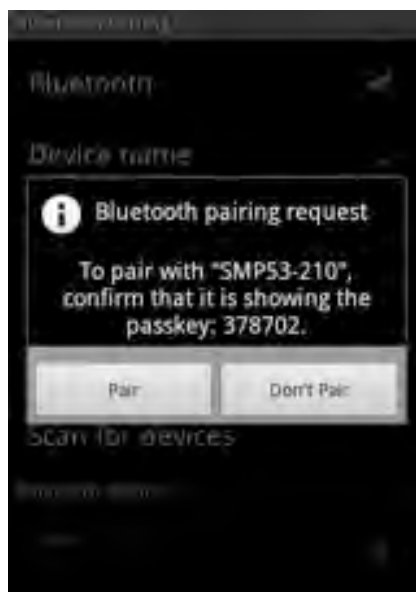 Bluetooth
Device name
Bluetooth pairing request
To pair with "SMP53-210",
confirm that it is showing the
passkey: 378702.
Pair
Don't Pair
Scan for devices